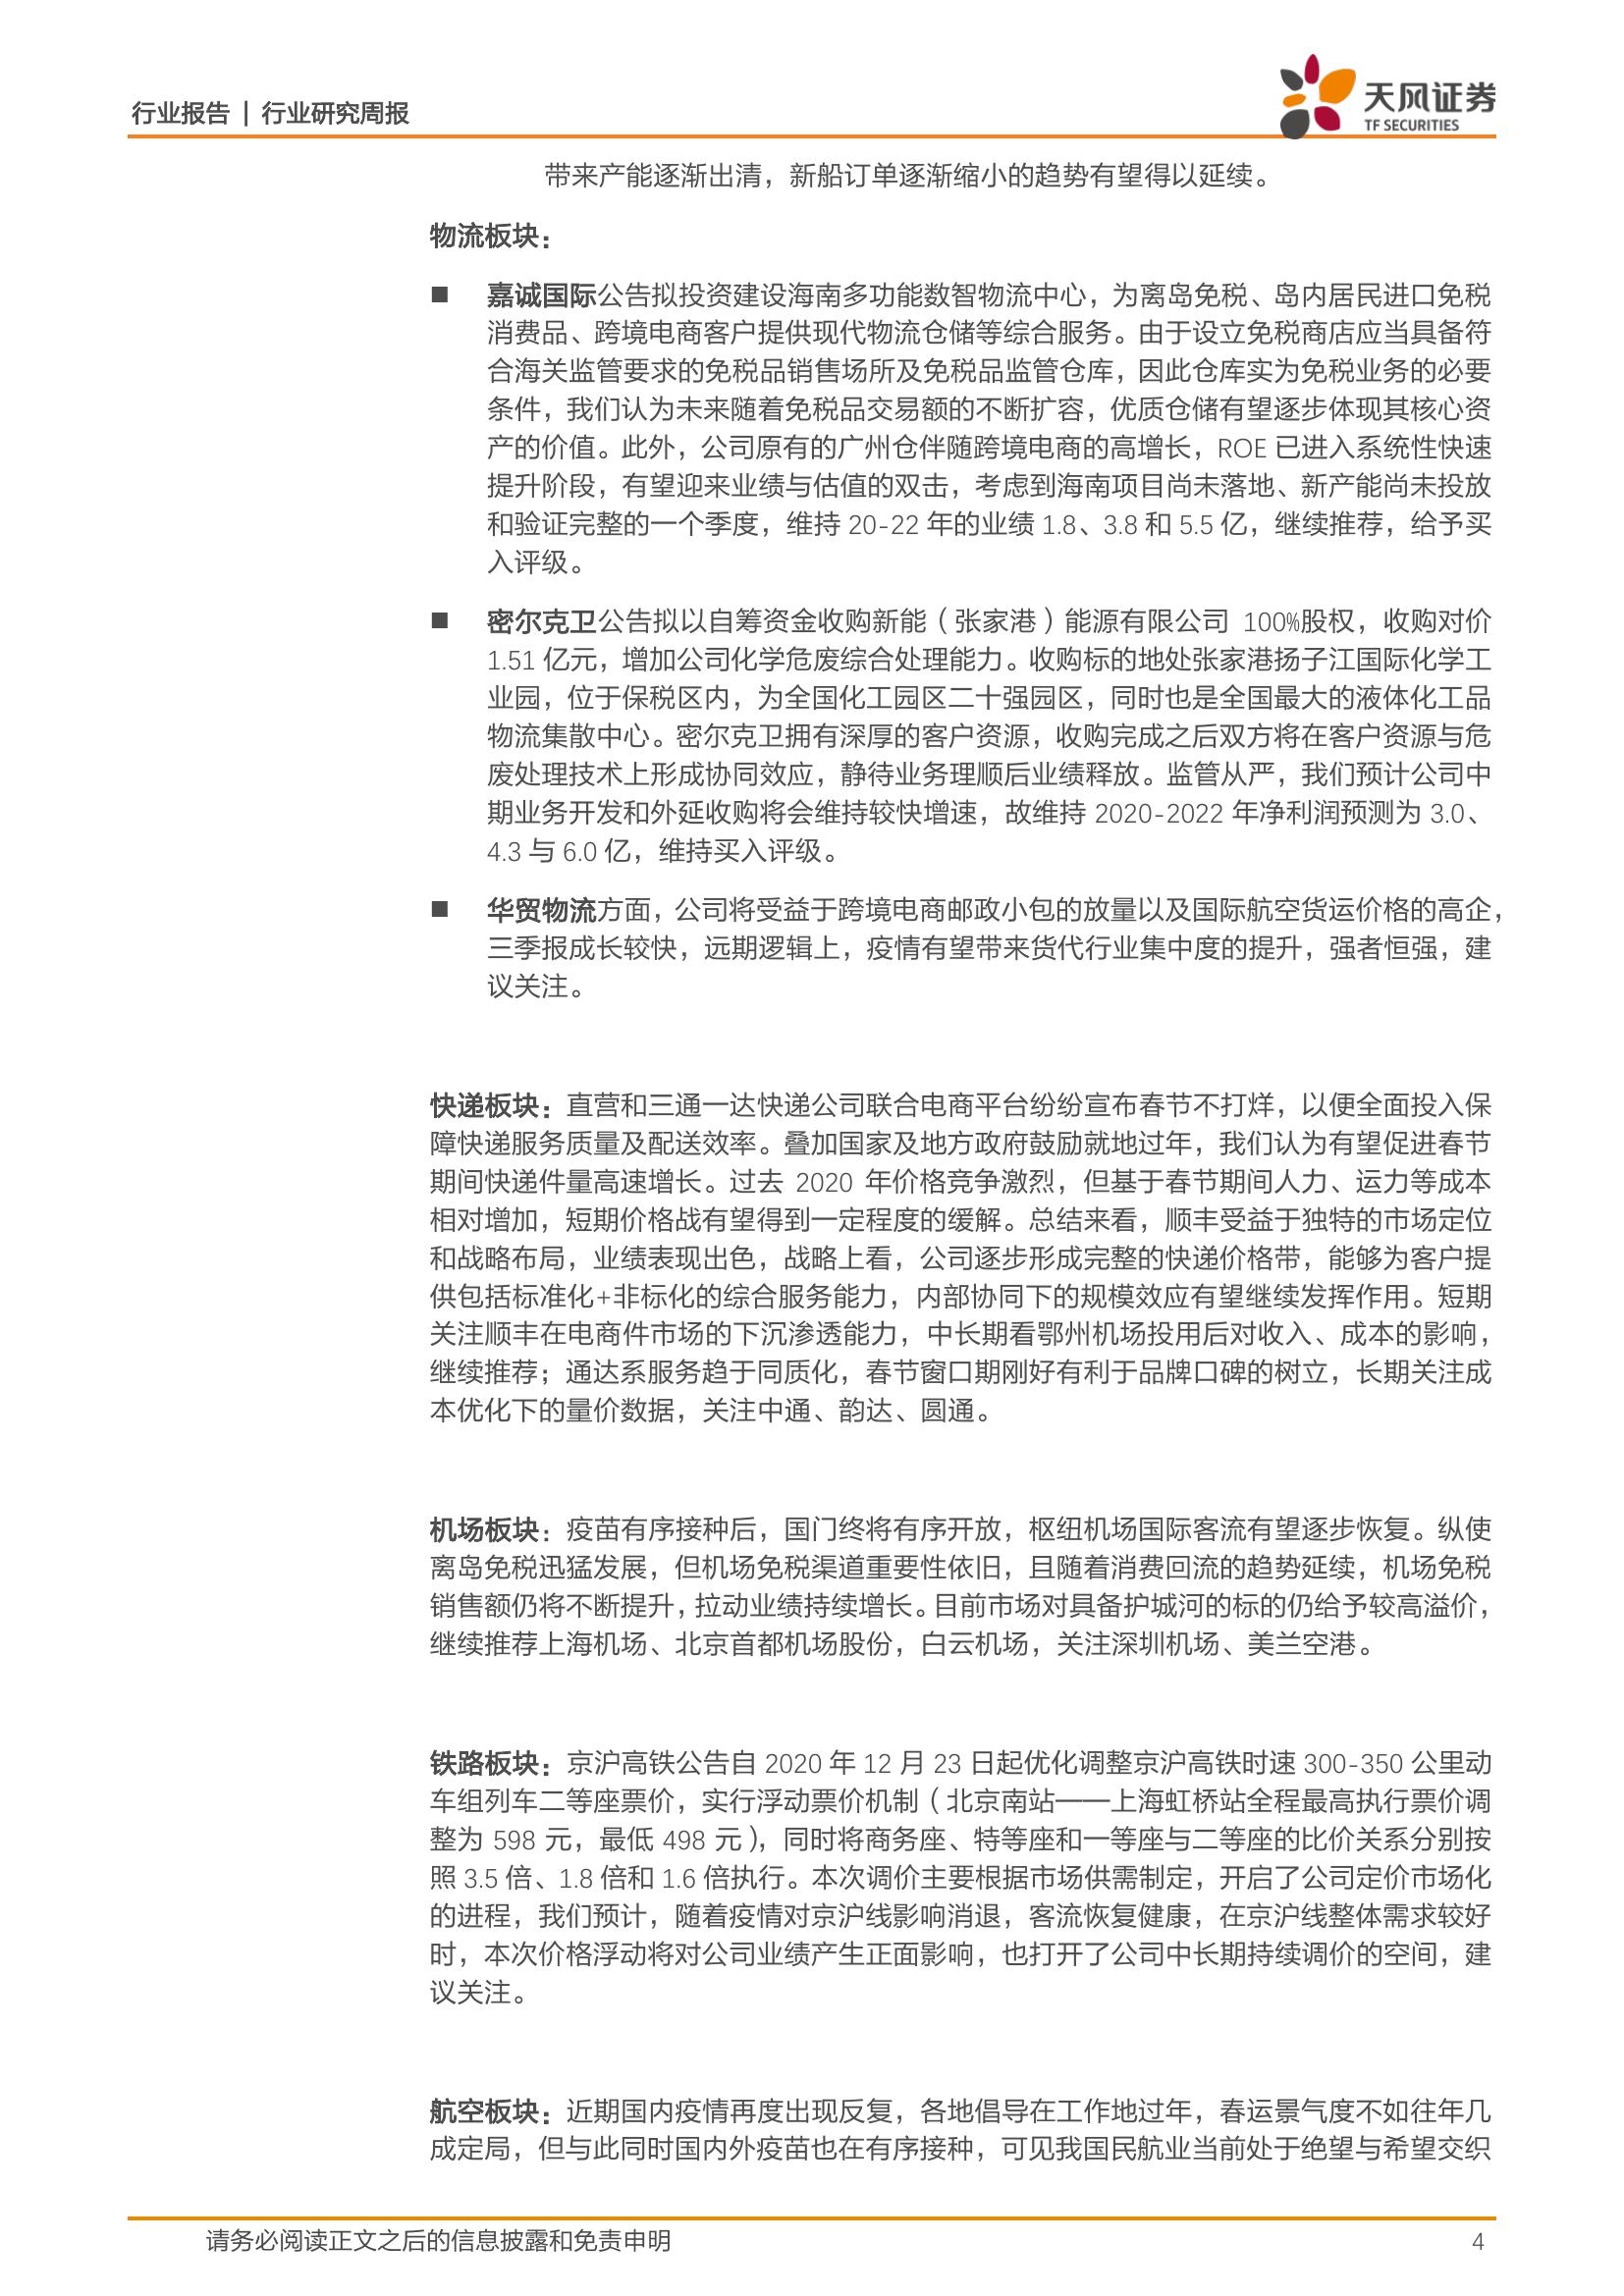 行业报告 | 行业研究周报
天风证券
TF SECURITIES
带来产能逐渐出清，新船订单逐渐缩小的趋势有望得以延续。
物流板块：
■ 嘉诚国际公告拟投资建设海南多功能数智物流中心，为离岛免税、岛内居民进口免税
消费品、跨境电商客户提供现代物流仓储等综合服务。由于设立免税商店应当具备符
合海关监管要求的免税品销售场所及免税品监管仓库，因此仓库实为免税业务的必要
条件，我们认为未来随着免税品交易额的不断扩容，优质仓储有望逐步体现其核心资
产的价值。此外，公司原有的广州仓伴随跨境电商的高增长，ROE 已进入系统性快速
提升阶段，有望迎来业绩与估值的双击，考虑到海南项目尚未落地、新产能尚未投放
和验证完整的一个季度，维持 20-22 年的业绩 1.8、3.8 和 5.5 亿，继续推荐，给予买
入评级。
■ 密尔克卫公告拟以自筹资金收购新能（张家港）能源有限公司 100%股权，收购对价
1.51 亿元，增加公司化学危废综合处理能力。收购标的地处张家港扬子江国际化学工
业园，位于保税区内，为全国化工园区二十强园区，同时也是全国最大的液体化工品
物流集散中心。密尔克卫拥有深厚的客户资源，收购完成之后双方将在客户资源与危
废处理技术上形成协同效应，静待业务理顺后业绩释放。监管从严，我们预计公司中
期业务开发和外延收购将会维持较快增速，故维持 2020-2022 年净利润预测为 3.0、
4.3 与 6.0 亿，维持买入评级。
■ 华贸物流方面，公司将受益于跨境电商邮政小包的放量以及国际航空货运价格的高企，
三季报成长较快，远期逻辑上，疫情有望带来货代行业集中度的提升，强者恒强，建
议关注。
快递板块：直营和三通一达快递公司联合电商平台纷纷宣布春节不打烊，以便全面投入保
障快递服务质量及配送效率。叠加国家及地方政府鼓励就地过年，我们认为有望促进春节
期间快递件量高速增长。过去 2020 年价格竞争激烈，但基于春节期间人力、运力等成本
相对增加，短期价格战有望得到一定程度的缓解。总结来看，顺丰受益于独特的市场定位
和战略布局，业绩表现出色，战略上看，公司逐步形成完整的快递价格带，能够为客户提
供包括标准化+非标化的综合服务能力，内部协同下的规模效应有望继续发挥作用。短期
关注顺丰在电商件市场的下沉渗透能力，中长期看鄂州机场投用后对收入、成本的影响，
继续推荐；通达系服务趋于同质化，春节窗口期刚好有利于品牌口碑的树立，长期关注成
本优化下的量价数据，关注中通、韵达、圆通。
机场板块：疫苗有序接种后，国门终将有序开放，枢纽机场国际客流有望逐步恢复。纵使
离岛免税迅猛发展，但机场免税渠道重要性依旧，且随着消费回流的趋势延续，机场免税
销售额仍将不断提升，拉动业绩持续增长。目前市场对具备护城河的标的仍给予较高溢价，
继续推荐上海机场、北京首都机场股份，白云机场，关注深圳机场、美兰空港。
铁路板块：京沪高铁公告自 2020 年 12 月 23 日起优化调整京沪高铁时速 300-350 公里动
车组列车二等座票价，实行浮动票价机制（北京南站——上海虹桥站全程最高执行票价调
整为 598 元，最低 498 元），同时将商务座、特等座和一等座与二等座的比价关系分别按
照 3.5 倍、1.8 倍和 1.6 倍执行。本次调价主要根据市场供需制定，开启了公司定价市场化
的进程，我们预计，随着疫情对京沪线影响消退，客流恢复健康，在京沪线整体需求较好
时，本次价格浮动将对公司业绩产生正面影响，也打开了公司中长期持续调价的空间，建
议关注。
航空板块：近期国内疫情再度出现反复，各地倡导在工作地过年，春运景气度不如往年几
成定局，但与此同时国内外疫苗也在有序接种，可见我国民航业当前处于绝望与希望交织
请务必阅读正文之后的信息披露和免责申明
4